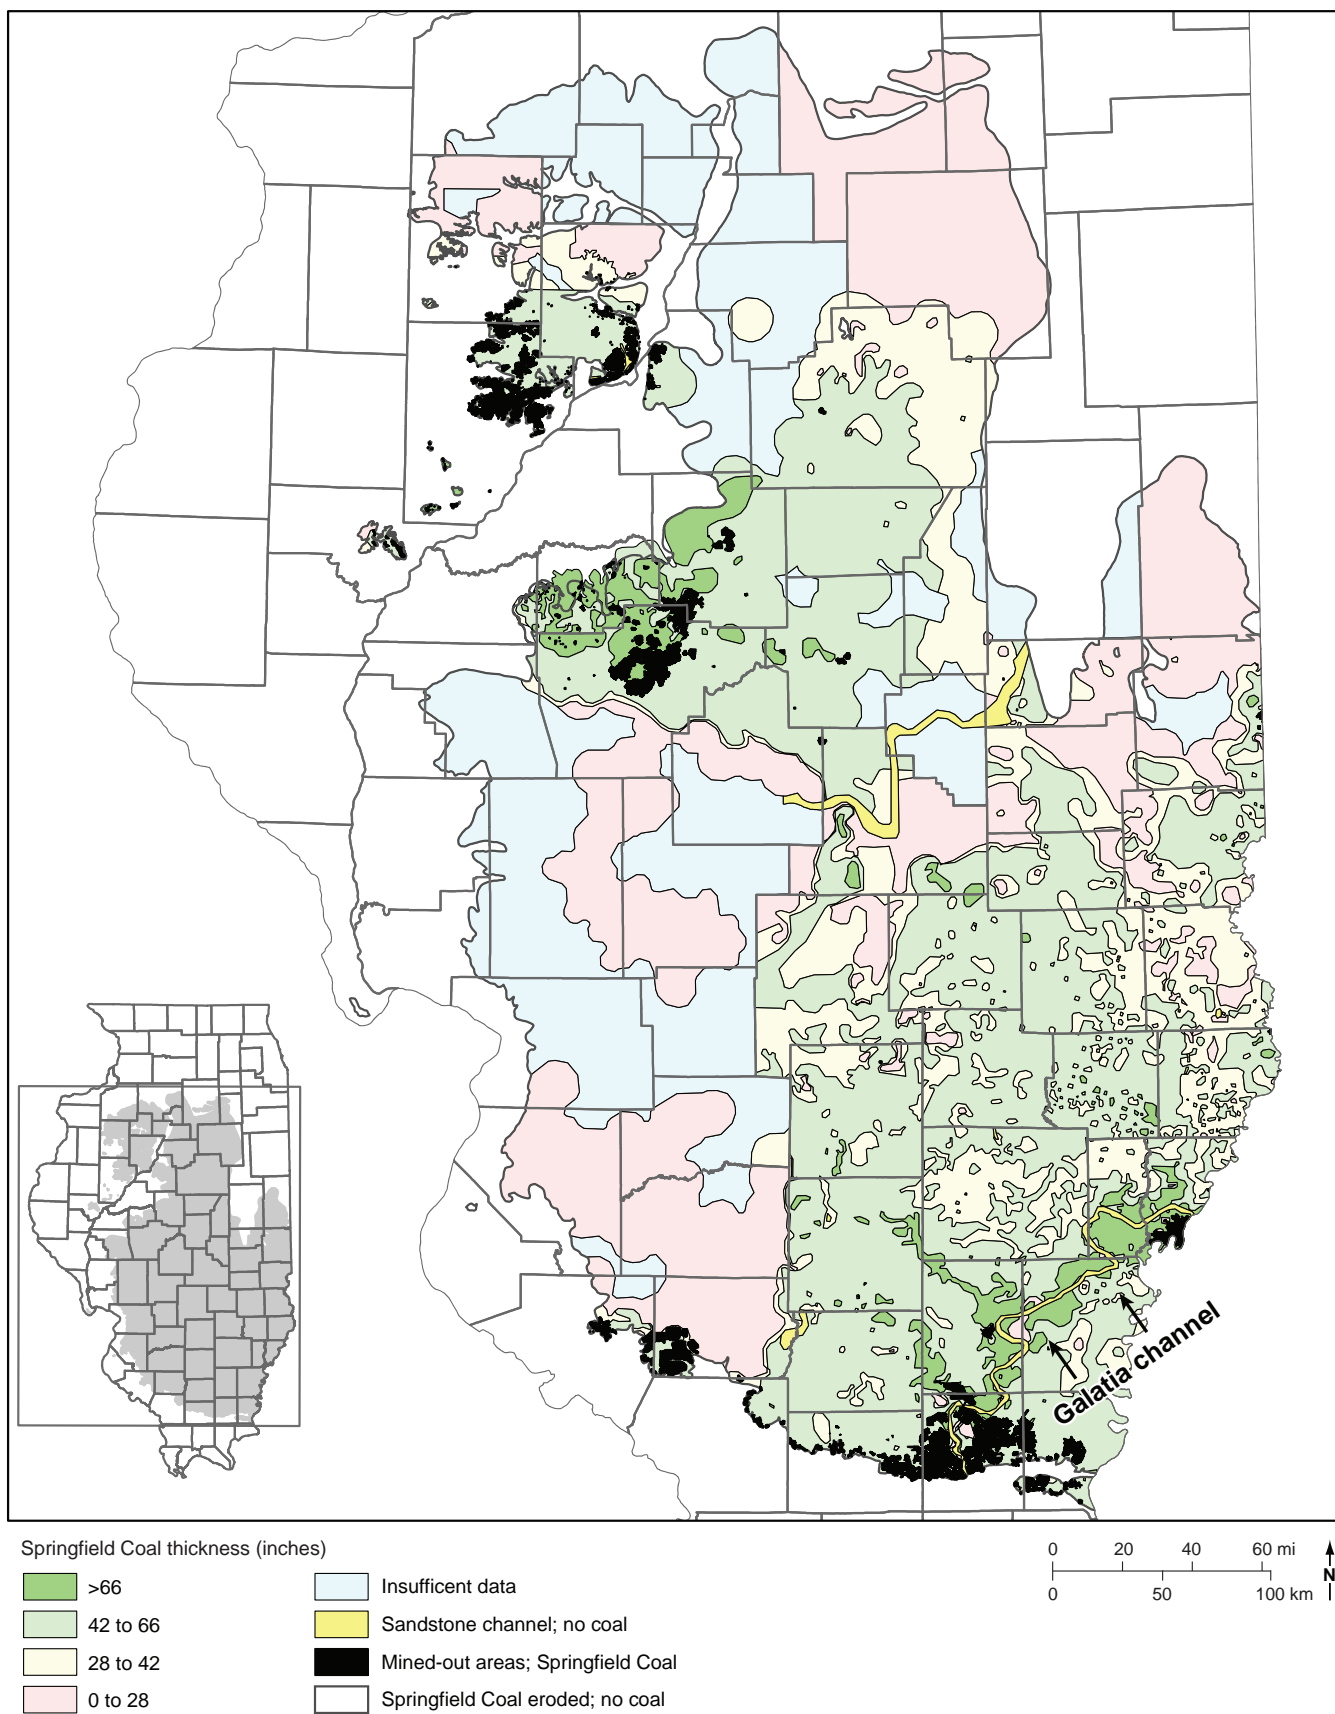 Galatia channel
Springfield Coal thickness (inches)
>66
42 to 66
28 to 42
0 to 28
Insufficent data
Sandstone channel; no coal
Mined-out areas; Springfield Coal
Springfield Coal eroded; no coal
0 20 40 60 mi
0 50 100 km
N